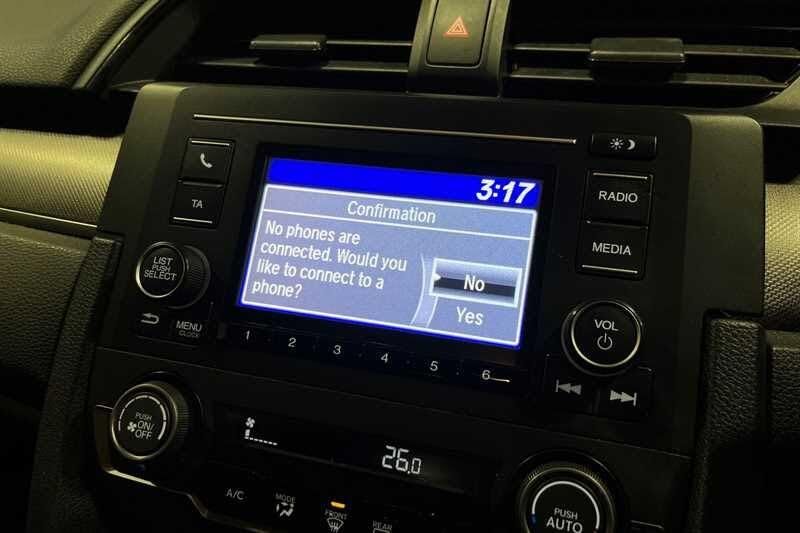 3:17
Confirmation
No phones are
connected. Would you
like to connect to a
phone?
No
Yes
TA
LIST
PUSH
SELECT
MENU
CLOCK
RADIO
MEDIA
VOL
1 2 3 4 5 6
PUSH
ON/
OFF
26.0
A/C
MODE
FRONT
REAR
PUSH
AUTO